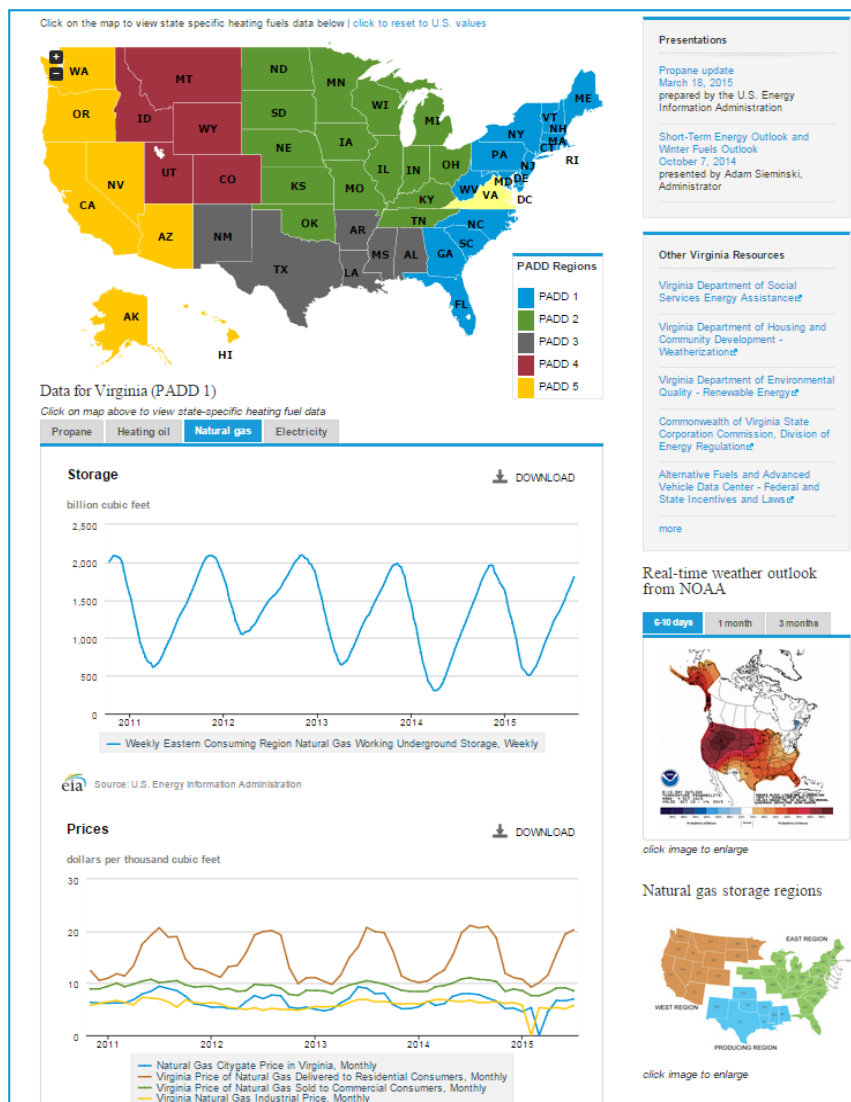 Click on the map to view state specific heating fuels data below | click to reset to U.S. values
+
−
WA
MT
ND
MN
ME
OR
ID
SD
WI
MI
NY
VT
NH
MA
CT
RI
WY
NE
IA
PA
NJ
NV
UT
CO
IL
IN
OH
MD
DE
DC
CA
KS
MO
KY
WV
VA
AZ
NM
OK
AR
TN
NC
SC
TX
LA
MS
AL
GA
FL
AK
HI
PADD Regions
PADD 1
PADD 2
PADD 3
PADD 4
PADD 5
Data for Virginia (PADD 1)
Click on map above to view state-specific heating fuel data
Propane Heating oil Natural gas Electricity
Storage
DOWNLOAD
billion cubic feet
2,500
2,000
1,500
1,000
500
0
2011 2012 2013 2014 2015
Weekly Eastern Consuming Region Natural Gas Working Underground Storage, Weekly
eia Source: U.S. Energy Information Administration
Prices
DOWNLOAD
dollars per thousand cubic feet
30
20
10
0
2011 2012 2013 2014 2015
Natural Gas Citygate Price in Virginia, Monthly
Virginia Price of Natural Gas Delivered to Residential Consumers, Monthly
Virginia Price of Natural Gas Sold to Commercial Consumers, Monthly
Virginia Natural Gas Industrial Price, Monthly
Presentations
Propane update
March 18, 2015
prepared by the U.S. Energy
Information Administration
Short-Term Energy Outlook and
Winter Fuels Outlook
October 7, 2014
presented by Adam Sieminski,
Administrator
Other Virginia Resources
Virginia Department of Social
Services Energy Assistance
Virginia Department of Housing and
Community Development -
Weatherization
Virginia Department of Environmental
Quality - Renewable Energy
Commonwealth of Virginia State
Corporation Commission, Division of
Energy Regulation
Alternative Fuels and Advanced
Vehicle Data Center - Federal and
State Incentives and Laws
more
Real-time weather outlook
from NOAA
6-10 days 1 month 3 months
click image to enlarge
Natural gas storage regions
EAST REGION
WEST REGION
PRODUCING REGION
click image to enlarge